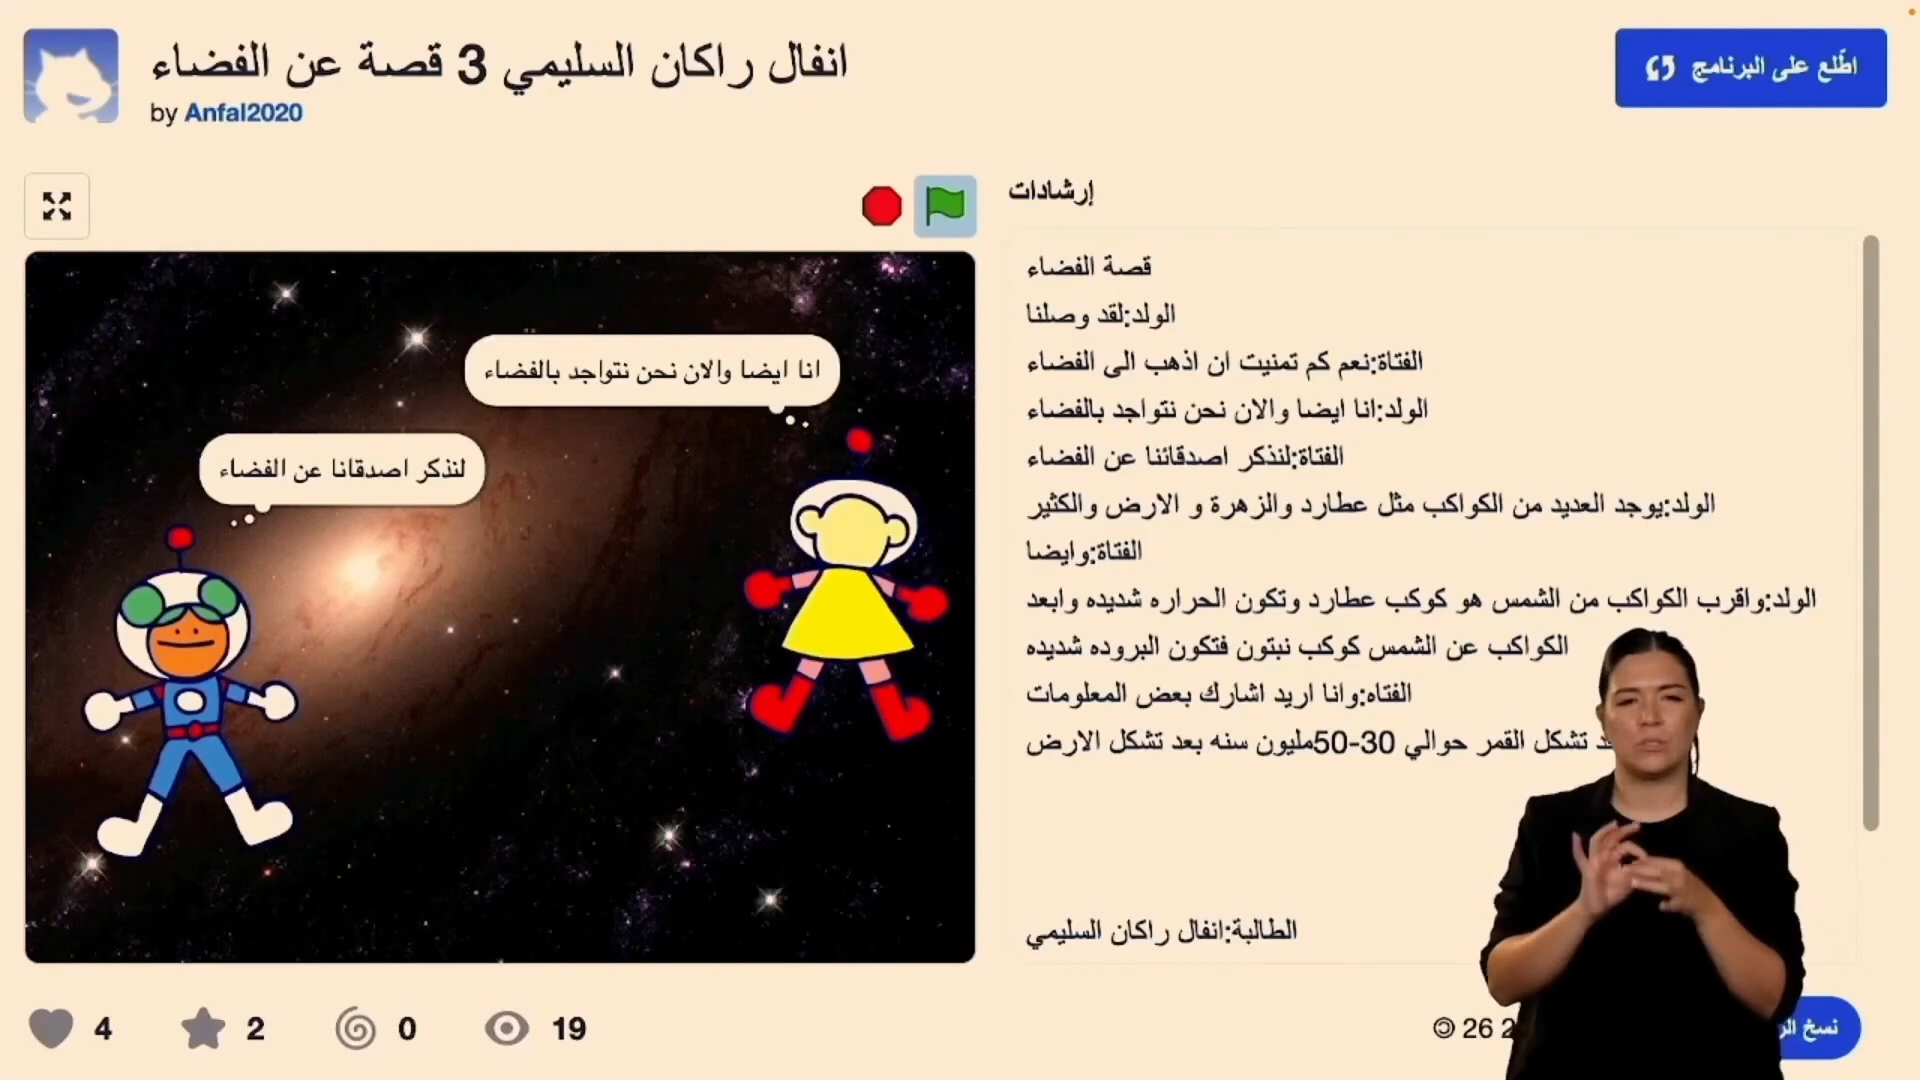 انفال راكان السليمي 3 قصة عن الفضاء
by Anfal2020
اطّلع على البرنامج
إرشادات
انا ايضا والان نحن نتواجد بالفضاء
لنذكر اصدقانا عن الفضاء
قصة الفضاء
الولد:لقد وصلنا
الفتاة:نعم كم تمنيت ان اذهب الى الفضاء
الولد:انا ايضا والان نحن نتواجد بالفضاء
الفتاة:لنذكر اصدقائنا عن الفضاء
الولد:يوجد العديد من الكواكب مثل عطارد والزهرة و الارض والكثير
الفتاة:وايضا
الولد:واقرب الكواكب من الشمس هو كوكب عطارد وتكون الحراره شديده وابعد
الكواكب عن الشمس كوكب نبتون فتكون البروده شديده
الفتاه:وانا اريد اشارك بعض المعلومات
تشكل القمر حوالي 30-50مليون سنه بعد تشكل الارض
الطالبة:انفال راكان السليمي
4
2
0
19
26
نسخ